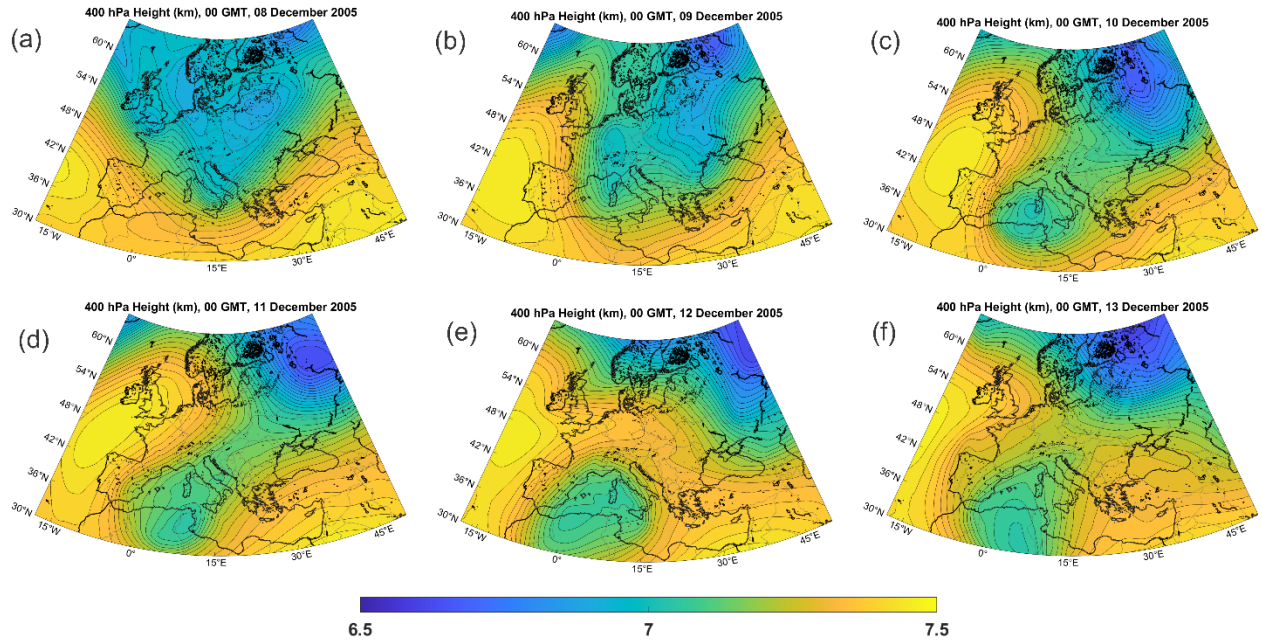 400 hPa Height (km), 00 GMT, 08 December 2005
(a)
60°N
54°N
48°N
42°N
36°N
30°N
15°W
0°
15°E
30°E
45°E
400 hPa Height (km), 00 GMT, 09 December 2005
(b)
60°N
54°N
48°N
42°N
36°N
30°N
15°W
0°
15°E
30°E
45°E
400 hPa Height (km), 00 GMT, 10 December 2005
(c)
60°N
54°N
48°N
42°N
36°N
30°N
15°W
0°
15°E
30°E
45°E
400 hPa Height (km), 00 GMT, 11 December 2005
(d)
60°N
54°N
48°N
42°N
36°N
30°N
15°W
0°
15°E
30°E
45°E
400 hPa Height (km), 00 GMT, 12 December 2005
(e)
60°N
54°N
48°N
42°N
36°N
30°N
15°W
0°
15°E
30°E
45°E
400 hPa Height (km), 00 GMT, 13 December 2005
(f)
60°N
54°N
48°N
42°N
36°N
30°N
15°W
0°
15°E
30°E
45°E
6.5 7 7.5